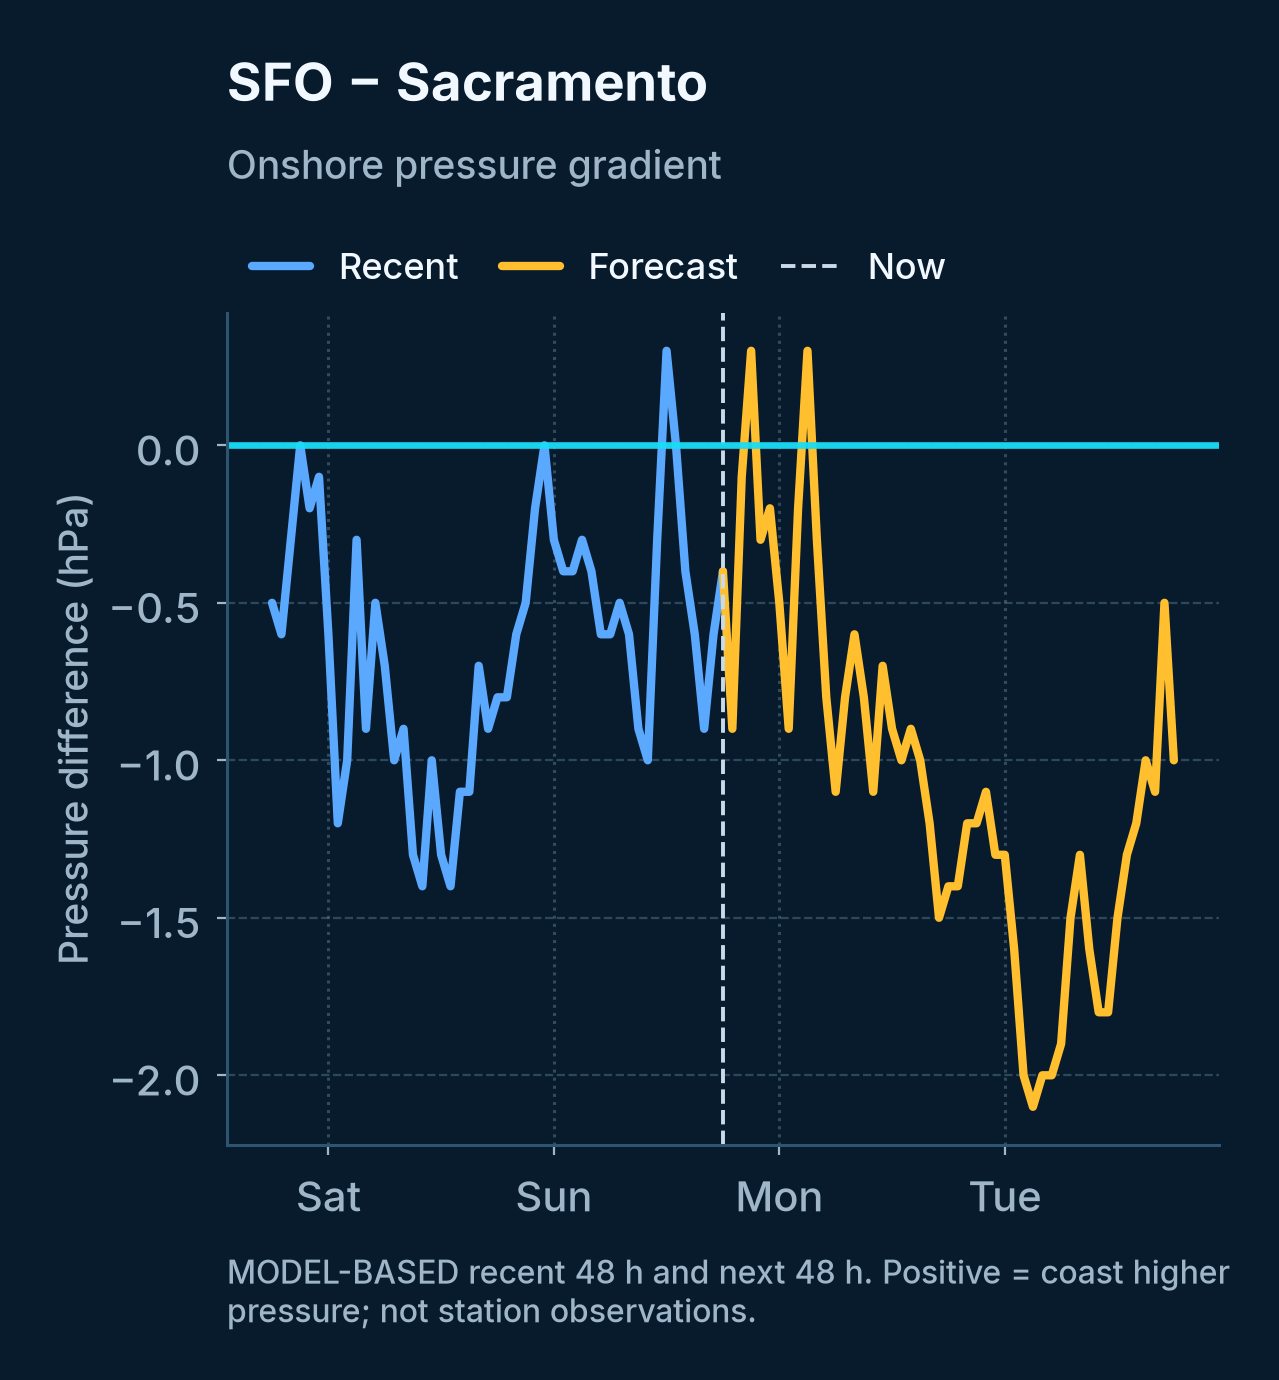 SFO − Sacramento
Onshore pressure gradient
Recent Forecast Now
Pressure difference (hPa)
0.0
−0.5
−1.0
−1.5
−2.0
Sat Sun Mon Tue
MODEL-BASED recent 48 h and next 48 h. Positive = coast higher
pressure; not station observations.